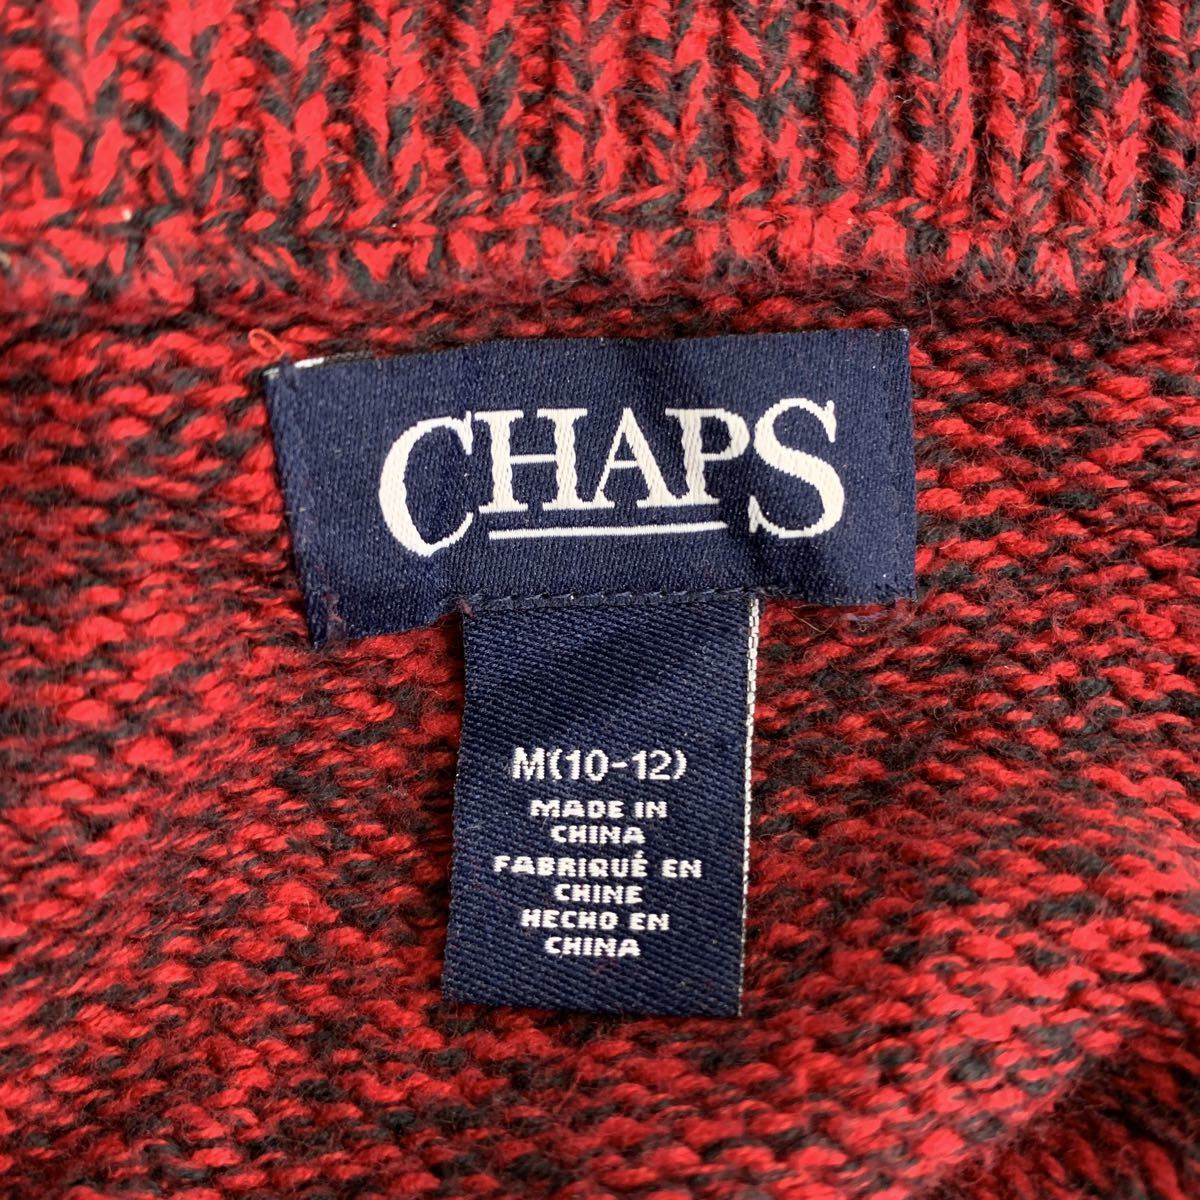 CHAPS
M(10-12)
MADE IN
CHINA
FABRIQUÉ EN
CHINE
HECHO EN
CHINA